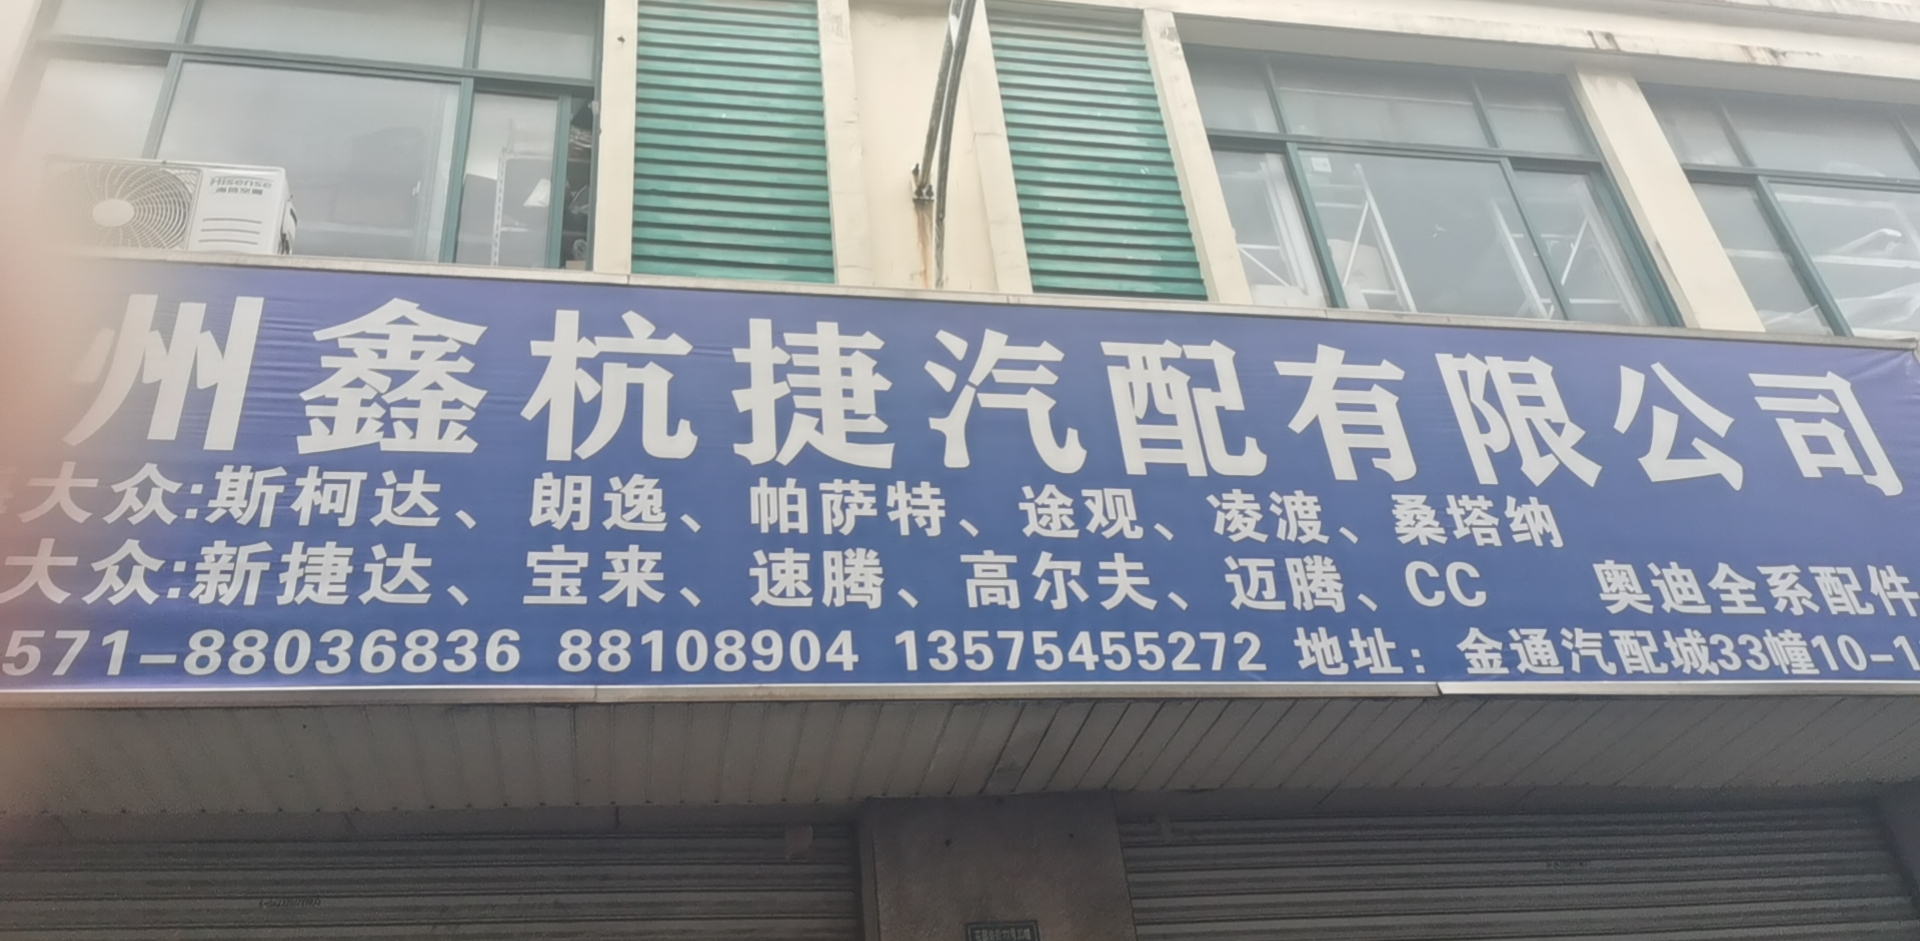 Hisense
州鑫杭捷汽配有限公司
大众:斯柯达、朗逸、帕萨特、途观、凌渡、桑塔纳
大众:新捷达、宝来、速腾、高尔夫、迈腾、CC 奥迪全系配件
571-88036836 88108904 13575455272 地址：金通汽配城33幢10-1